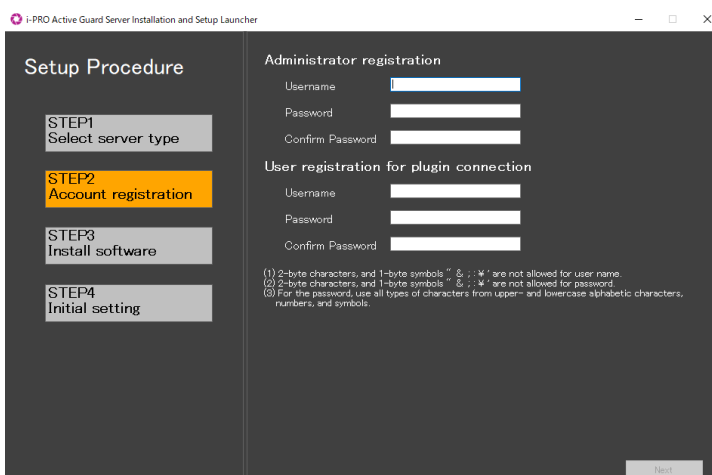 i-PRO Active Guard Server Installation and Setup Launcher
Setup Procedure
STEP1
Select server type
STEP2
Account registration
STEP3
Install software
STEP4
Initial setting
Administrator registration
Username
Password
Confirm Password
User registration for plugin connection
Username
Password
Confirm Password
(1) 2-byte characters, and 1-byte symbols " & ; : ¥ ' are not allowed for user name.
(2) 2-byte characters, and 1-byte symbols " & ; : ¥ ' are not allowed for password.
(3) For the password, use all types of characters from upper- and lowercase alphabetic characters,
numbers, and symbols.
Next